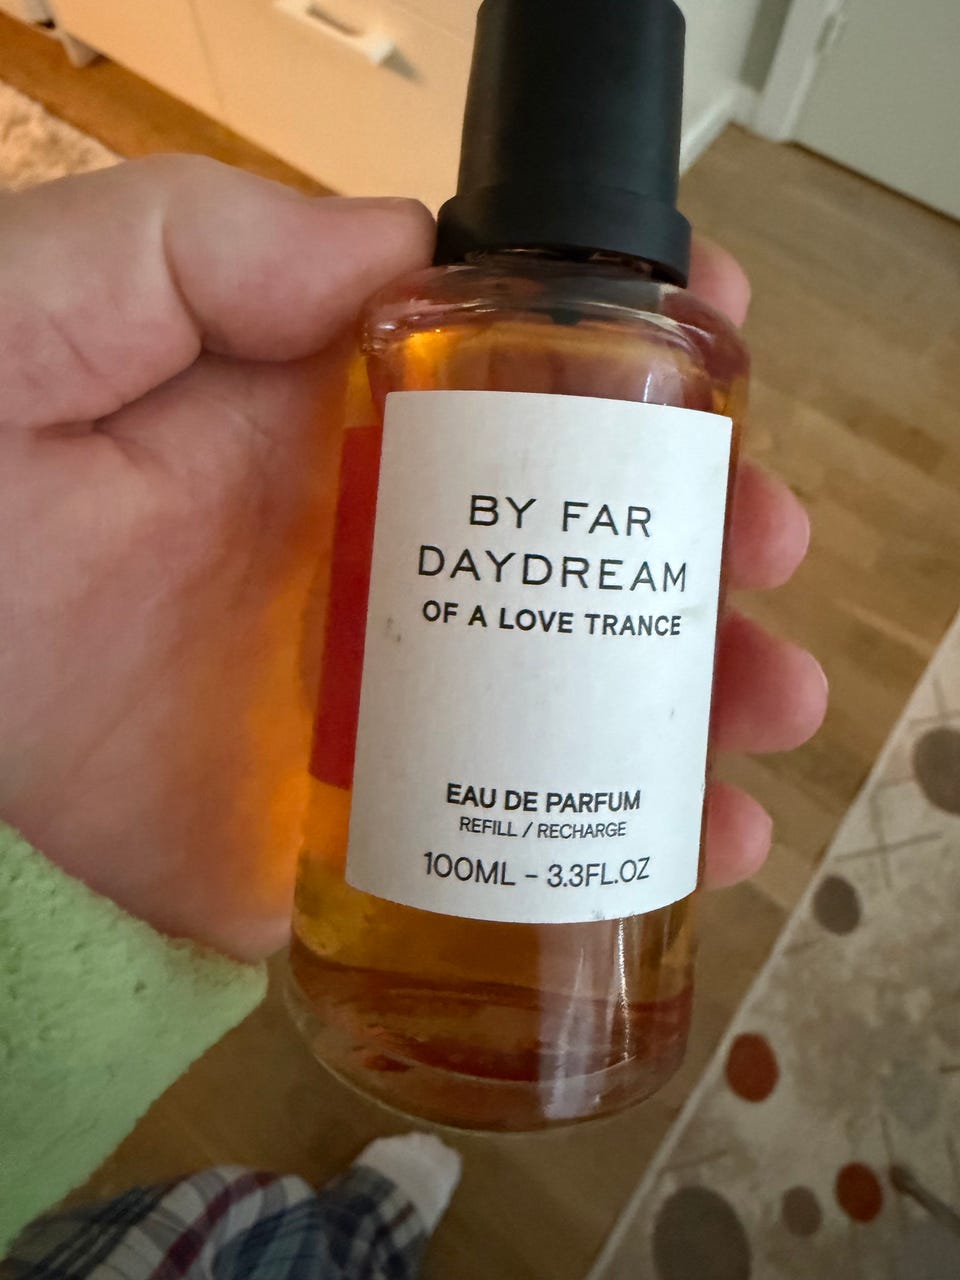 BY FAR
DAYDREAM
OF A LOVE TRANCE
EAU DE PARFUM
REFILL / RECHARGE
100ML - 3.3FL.OZ